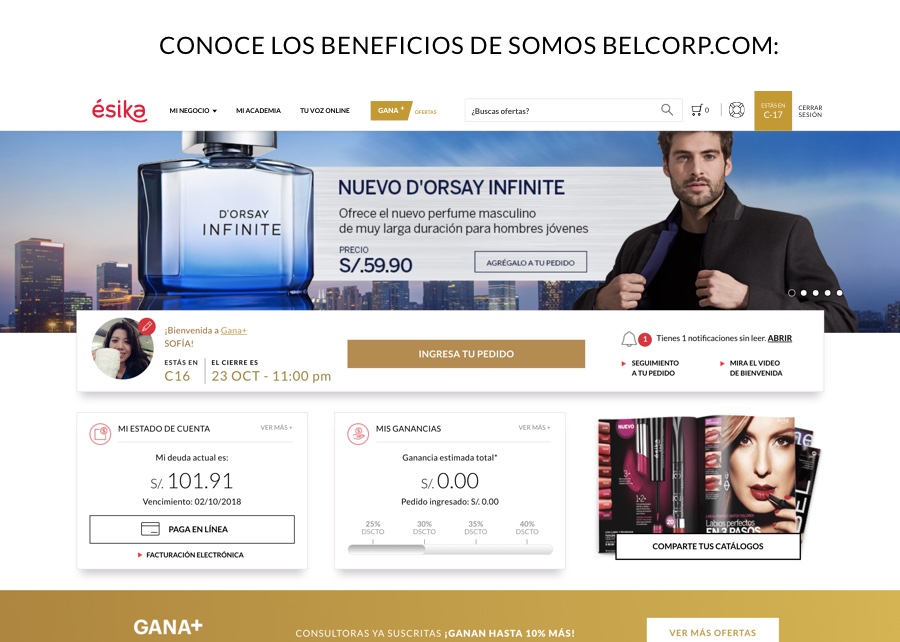 CONOCE LOS BENEFICIOS DE SOMOS BELCORP.COM:
ésika
MI NEGOCIO
MI ACADEMIA
TU VOZ ONLINE
GANA+
OFERTAS
¿Buscas ofertas?
0
ESTÁS EN
C-17
CERRAR
SESIÓN
D'ORSAY
INFINITE
NUEVO D'ORSAY INFINITE
Ofrece el nuevo perfume masculino
de muy larga duración para hombres jóvenes
PRECIO
S/.59.90
AGRÉGALO A TU PEDIDO
¡Bienvenida a Gana+
SOFÍA!
ESTÁS EN
C16
EL CIERRE ES
23 OCT - 11:00 pm
INGRESA TU PEDIDO
1
Tienes 1 notificaciones sin leer. ABRIR
SEGUIMIENTO
A TU PEDIDO
MIRA EL VIDEO
DE BIENVENIDA
MI ESTADO DE CUENTA
VER MÁS +
Mi deuda actual es:
S/. 101.91
Vencimiento: 02/10/2018
PAGA EN LÍNEA
FACTURACIÓN ELECTRÓNICA
MIS GANANCIAS
VER MÁS +
Ganancia estimada total*
S/. 0.00
Pedido ingresado: S/. 0.00
25% 30% 35% 40%
DSCTO DSCTO DSCTO DSCTO
NUEVO
ésika
Labios perfectos
EN 3 PASOS
COMPARTE TUS CATÁLOGOS
GANA+
CONSULTORAS YA SUSCRITAS ¡GANAN HASTA 10% MÁS!
VER MÁS OFERTAS